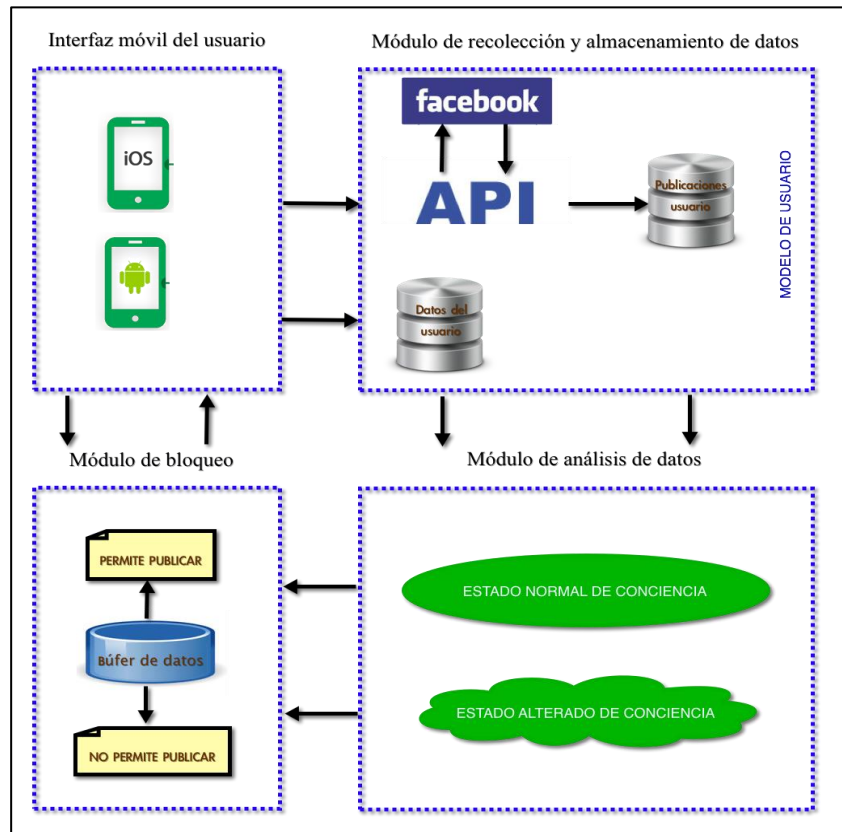 Interfaz móvil del usuario
Módulo de recolección y almacenamiento de datos
iOS
facebook
API
Publicaciones
usuario
MODELO DE USUARIO
Datos del
usuario
Módulo de bloqueo
Módulo de análisis de datos
PERMITE PUBLICAR
Búfer de datos
NO PERMITE PUBLICAR
ESTADO NORMAL DE CONCIENCIA
ESTADO ALTERADO DE CONCIENCIA